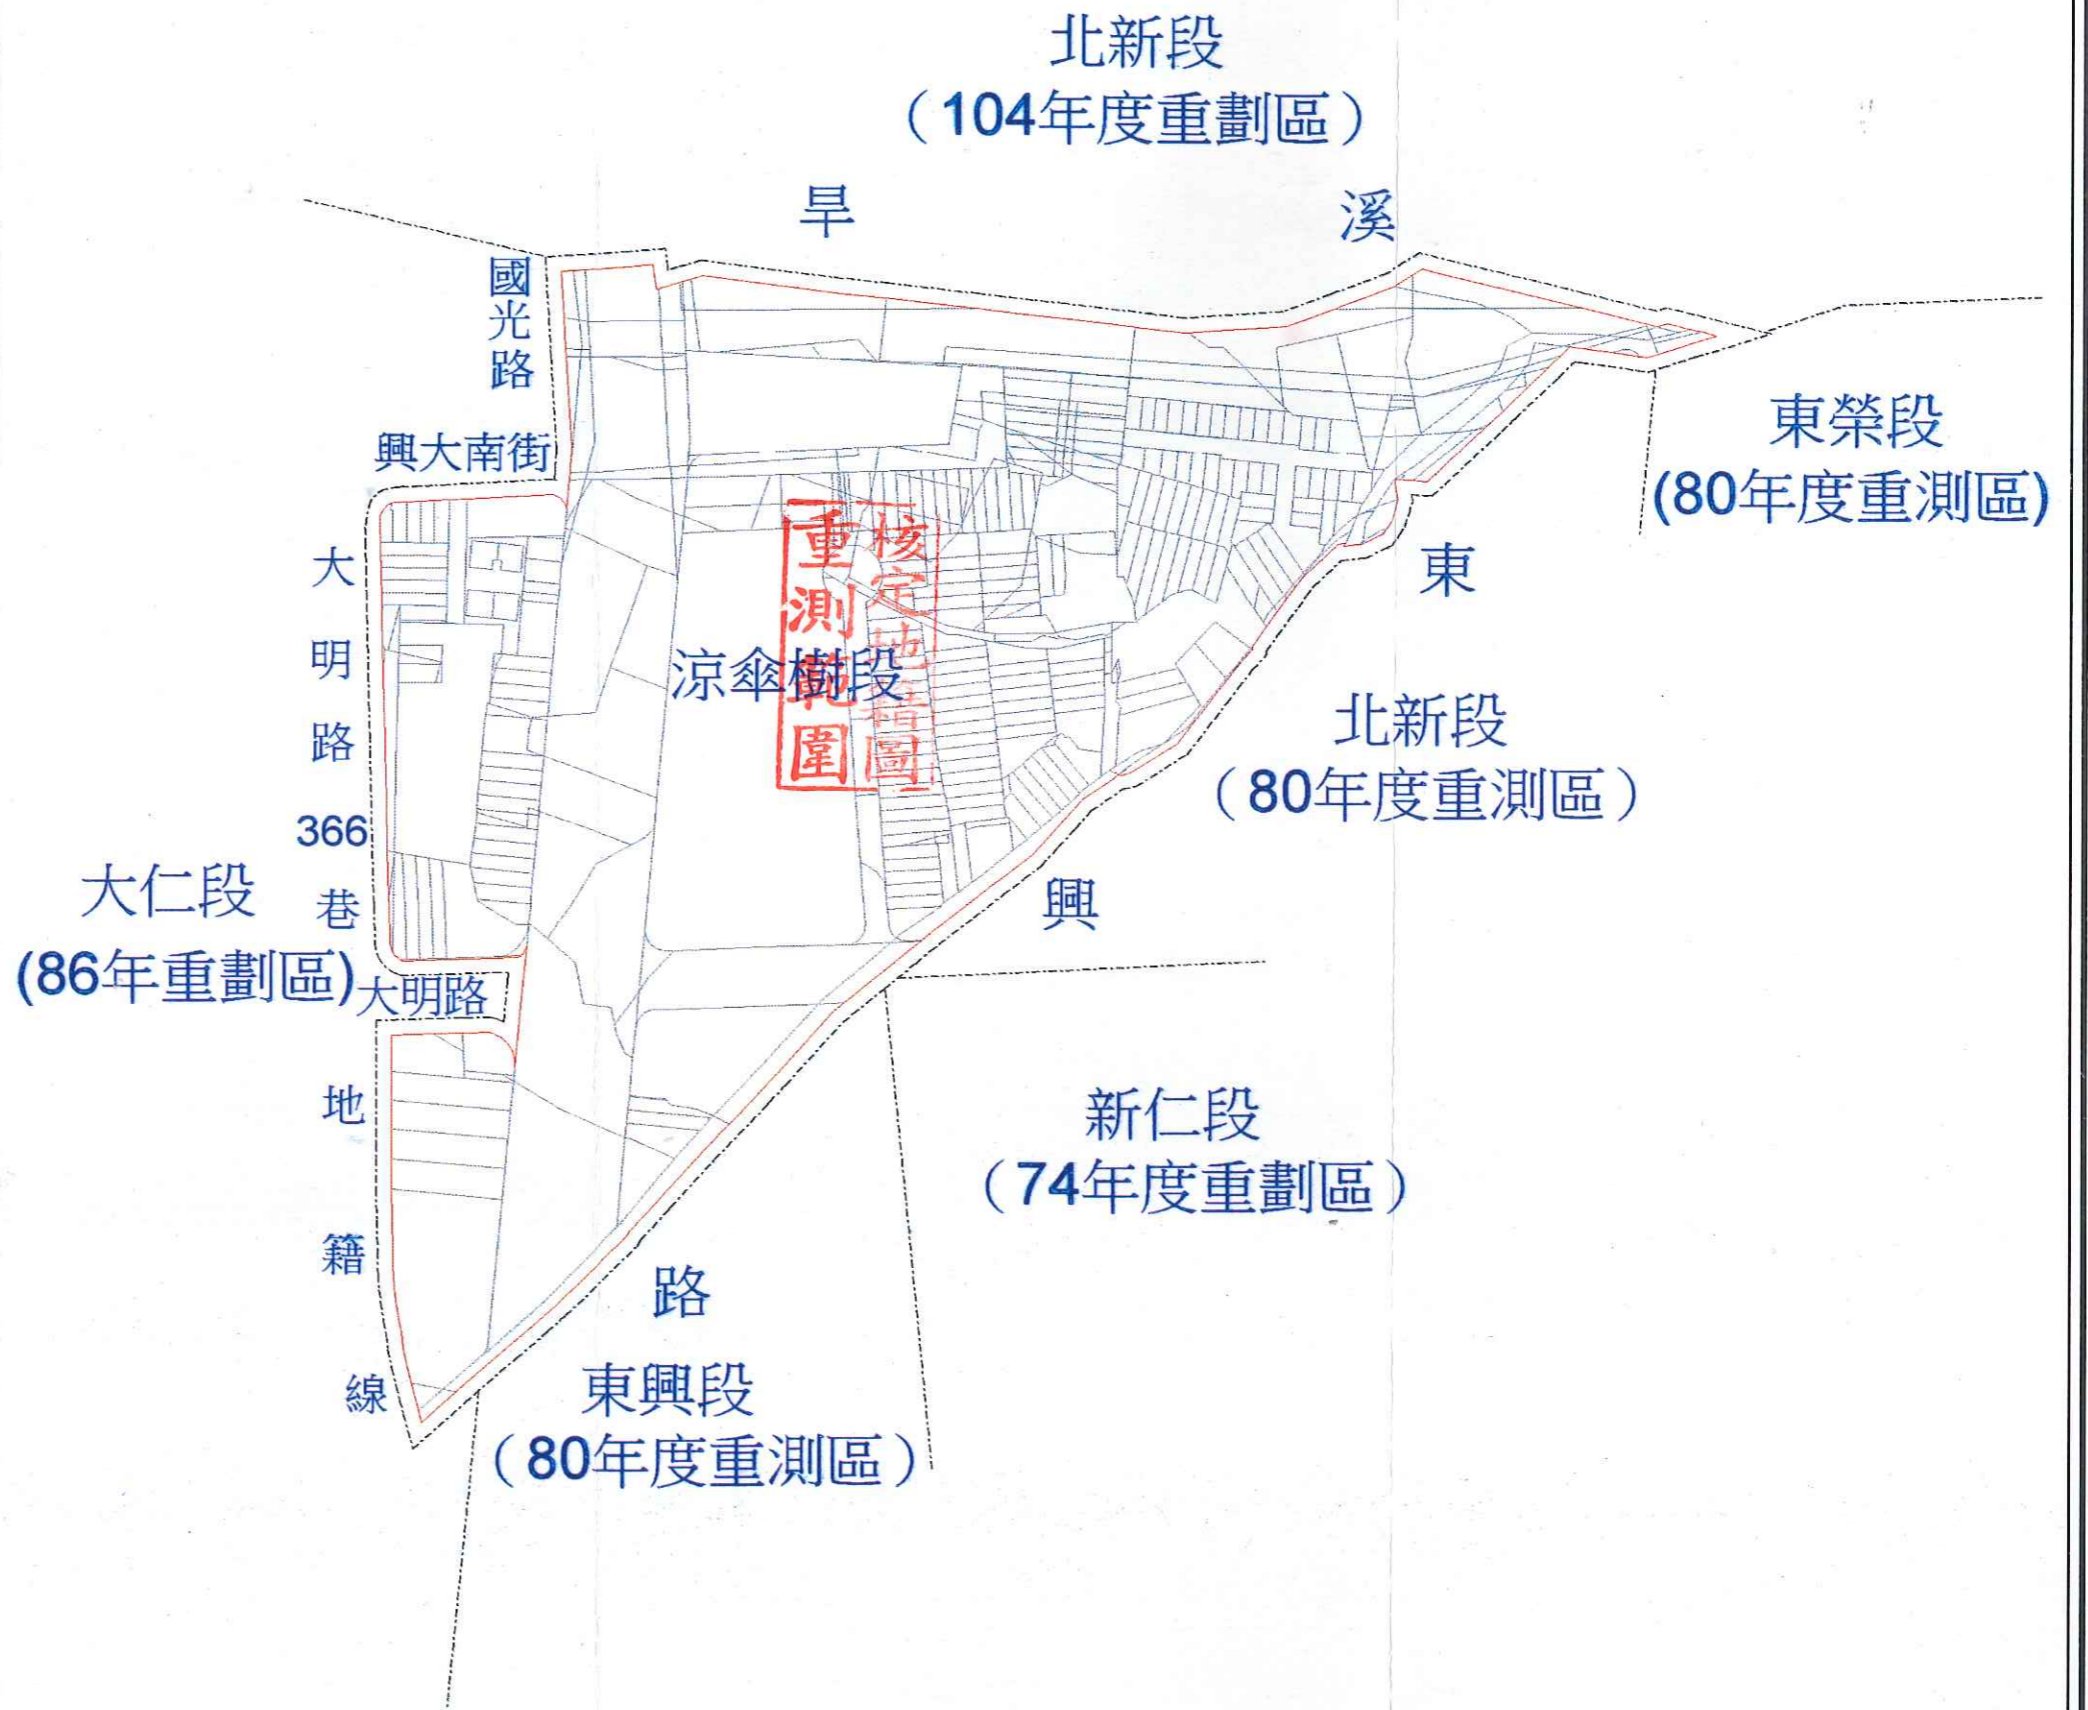 北新段
（104年度重劃區）
旱溪
國光路
興大南街
東榮段
(80年度重測區)
大明路366巷
核定地籍圖
重測範圍
涼傘樹段
東興路
北新段
（80年度重測區）
大仁段
(86年重劃區)
大明路
地籍線
新仁段
（74年度重劃區）
東興段
（80年度重測區）